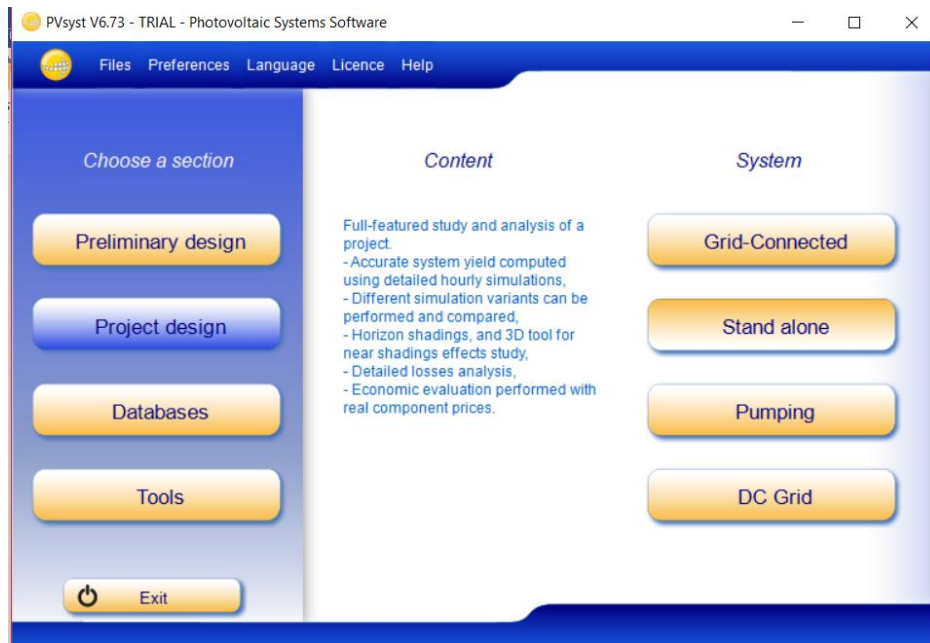 PVsyst V6.73 - TRIAL - Photovoltaic Systems Software
Files Preferences Language Licence Help
Choose a section
Preliminary design
Project design
Databases
Tools
Exit
Content
Full-featured study and analysis of a
project.
- Accurate system yield computed
using detailed hourly simulations,
- Different simulation variants can be
performed and compared,
- Horizon shadings, and 3D tool for
near shadings effects study,
- Detailed losses analysis,
- Economic evaluation performed with
real component prices.
System
Grid-Connected
Stand alone
Pumping
DC Grid